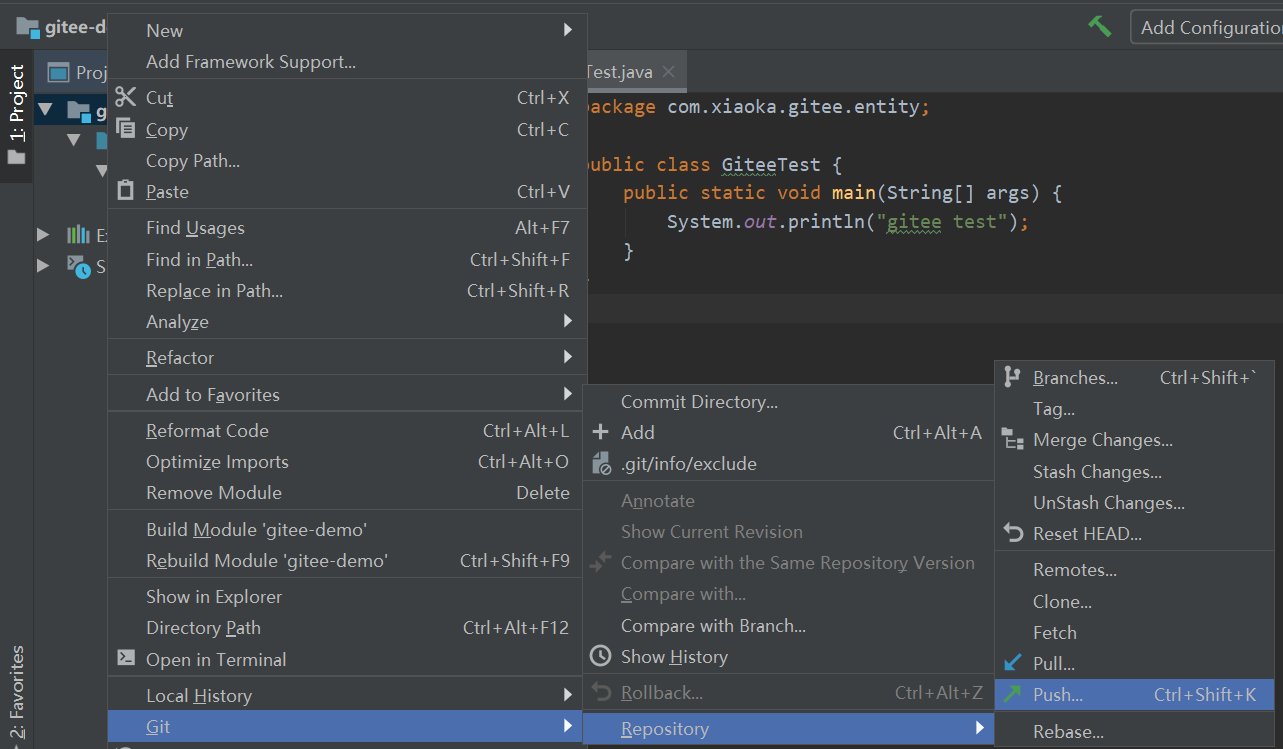 gitee-d
Add Configuration
1: Project
Proj
g
E
S
2: Favorites
New
Add Framework Support...
Cut Ctrl+X
Copy Ctrl+C
Copy Path...
Paste Ctrl+V
Find Usages Alt+F7
Find in Path... Ctrl+Shift+F
Replace in Path... Ctrl+Shift+R
Analyze
Refactor
Add to Favorites
Reformat Code Ctrl+Alt+L
Optimize Imports Ctrl+Alt+O
Remove Module Delete
Build Module 'gitee-demo'
Rebuild Module 'gitee-demo' Ctrl+Shift+F9
Show in Explorer
Directory Path Ctrl+Alt+F12
Open in Terminal
Local History
Git
Test.java
package com.xiaoka.gitee.entity;
public class GiteeTest {
public static void main(String[] args) {
System.out.println("gitee test");
}
Commit Directory...
Add Ctrl+Alt+A
.git/info/exclude
Annotate
Show Current Revision
Compare with the Same Repository Version
Compare with...
Compare with Branch...
Show History
Rollback... Ctrl+Alt+Z
Repository
Branches... Ctrl+Shift+`
Tag...
Merge Changes...
Stash Changes...
UnStash Changes...
Reset HEAD...
Remotes...
Clone...
Fetch
Pull...
Push... Ctrl+Shift+K
Rebase...